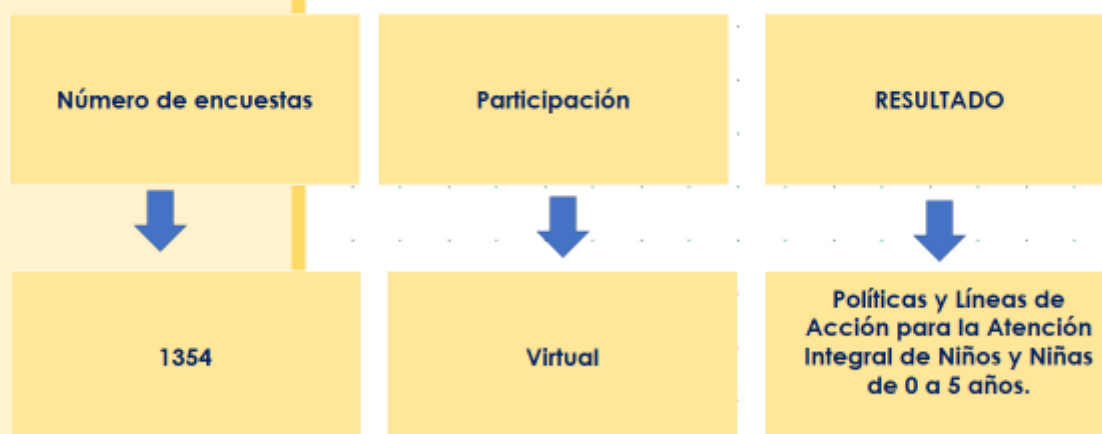 Número de encuestas
Participación
RESULTADO
1354
Virtual
Políticas y Líneas de
Acción para la Atención
Integral de Niños y Niñas
de 0 a 5 años.